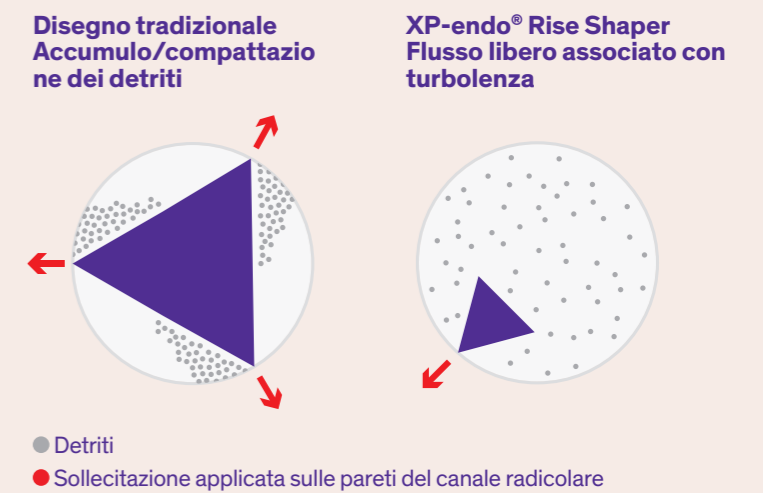 Disegno tradizionale
Accumulo/compattazio
ne dei detriti
XP-endo® Rise Shaper
Flusso libero associato con
turbolenza
Detriti
Sollecitazione applicata sulle pareti del canale radicolare